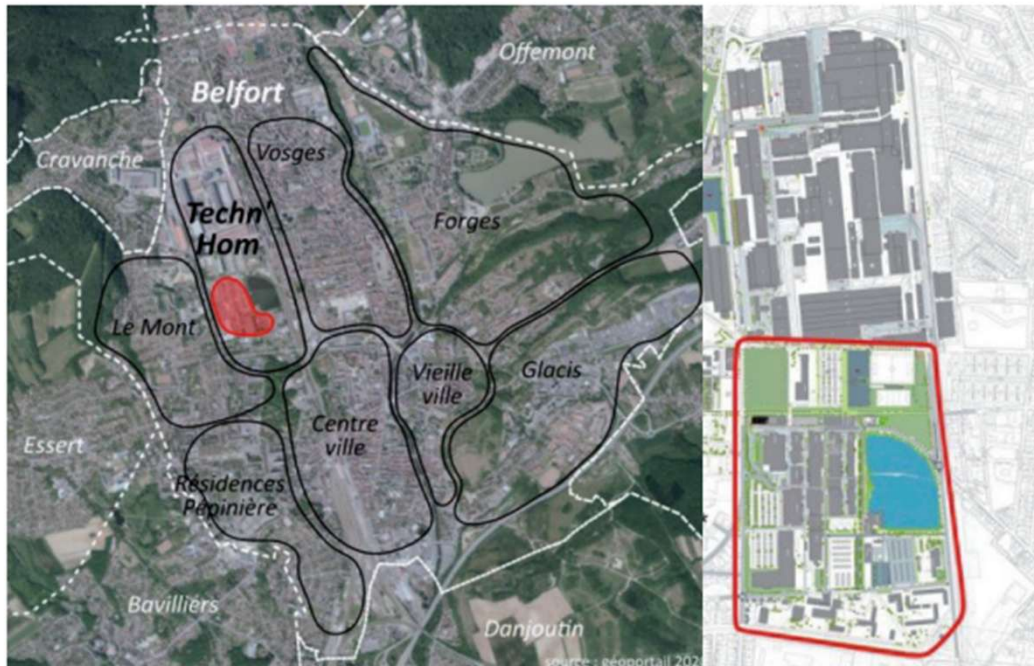 Offemont
Belfort
Cravanche
Vosges
Techn'
Hom
Forges
Le Mont
Vieille
ville
Glacis
Centre
ville
Essert
Résidences
Pépinière
Bavilliers
Danjoutin
source : géoportail 202